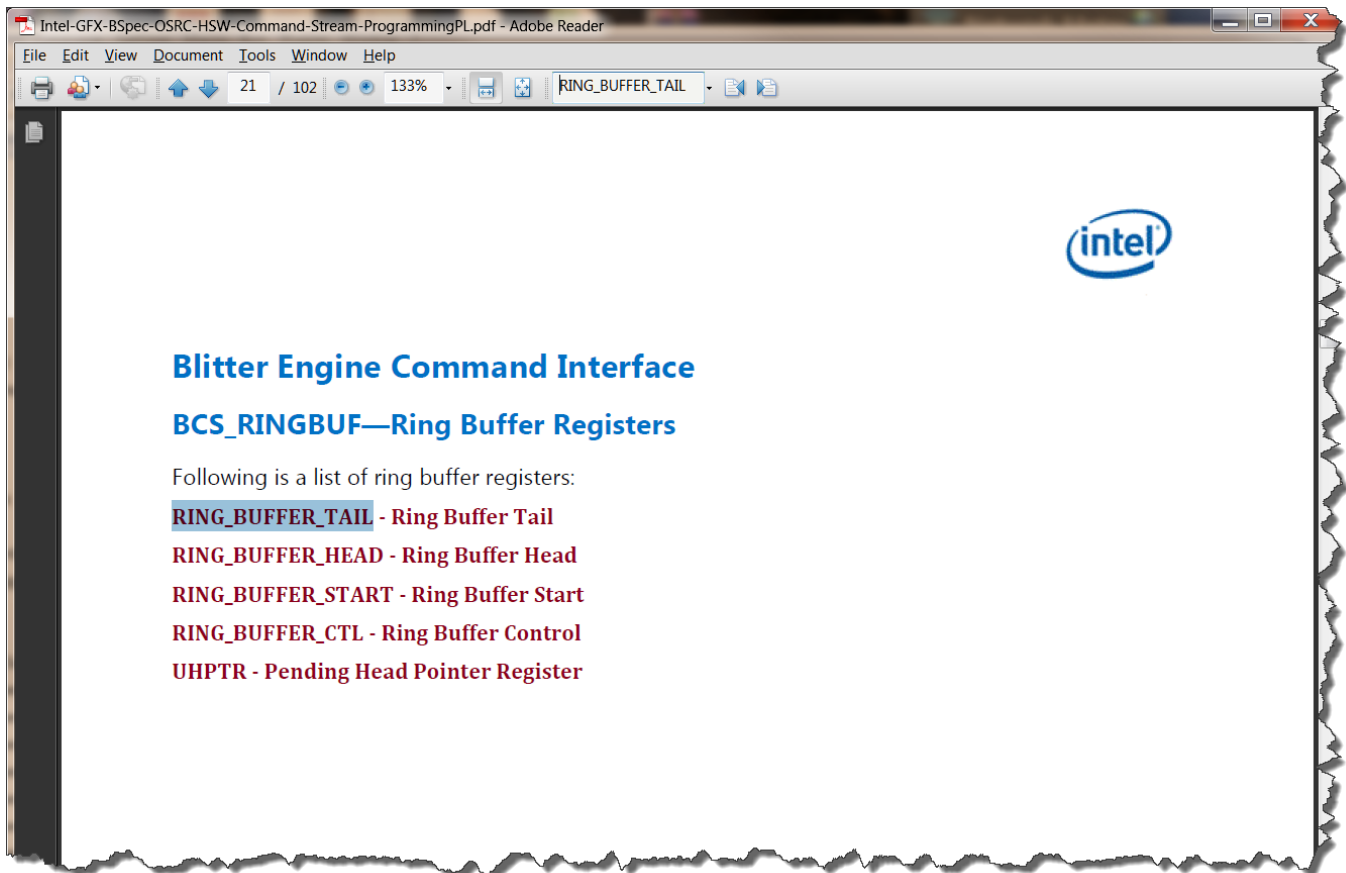 Intel-GFX-BSpec-OSRC-HSW-Command-Stream-ProgrammingPL.pdf - Adobe Reader
File Edit View Document Tools Window Help
21 / 102 133% RING_BUFFER_TAIL
intel
Blitter Engine Command Interface
BCS_RINGBUF—Ring Buffer Registers
Following is a list of ring buffer registers:
RING_BUFFER_TAIL - Ring Buffer Tail
RING_BUFFER_HEAD - Ring Buffer Head
RING_BUFFER_START - Ring Buffer Start
RING_BUFFER_CTL - Ring Buffer Control
UHPTR - Pending Head Pointer Register